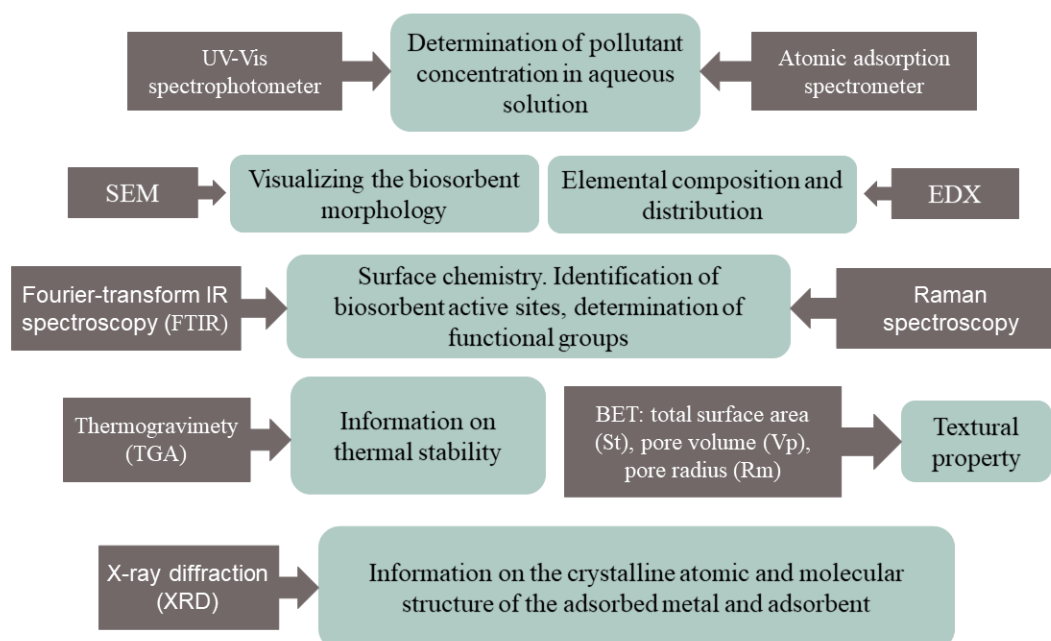 UV-Vis
spectrophotometer
Determination of pollutant
concentration in aqueous
solution
Atomic adsorption
spectrometer
SEM
Visualizing the biosorbent
morphology
Elemental composition and
distribution
EDX
Fourier-transform IR
spectroscopy (FTIR)
Surface chemistry. Identification of
biosorbent active sites, determination of
functional groups
Raman
spectroscopy
Thermogravimety
(TGA)
Information on
thermal stability
BET: total surface area
(St), pore volume (Vp),
pore radius (Rm)
Textural
property
X-ray diffraction
(XRD)
Information on the crystalline atomic and molecular
structure of the adsorbed metal and adsorbent